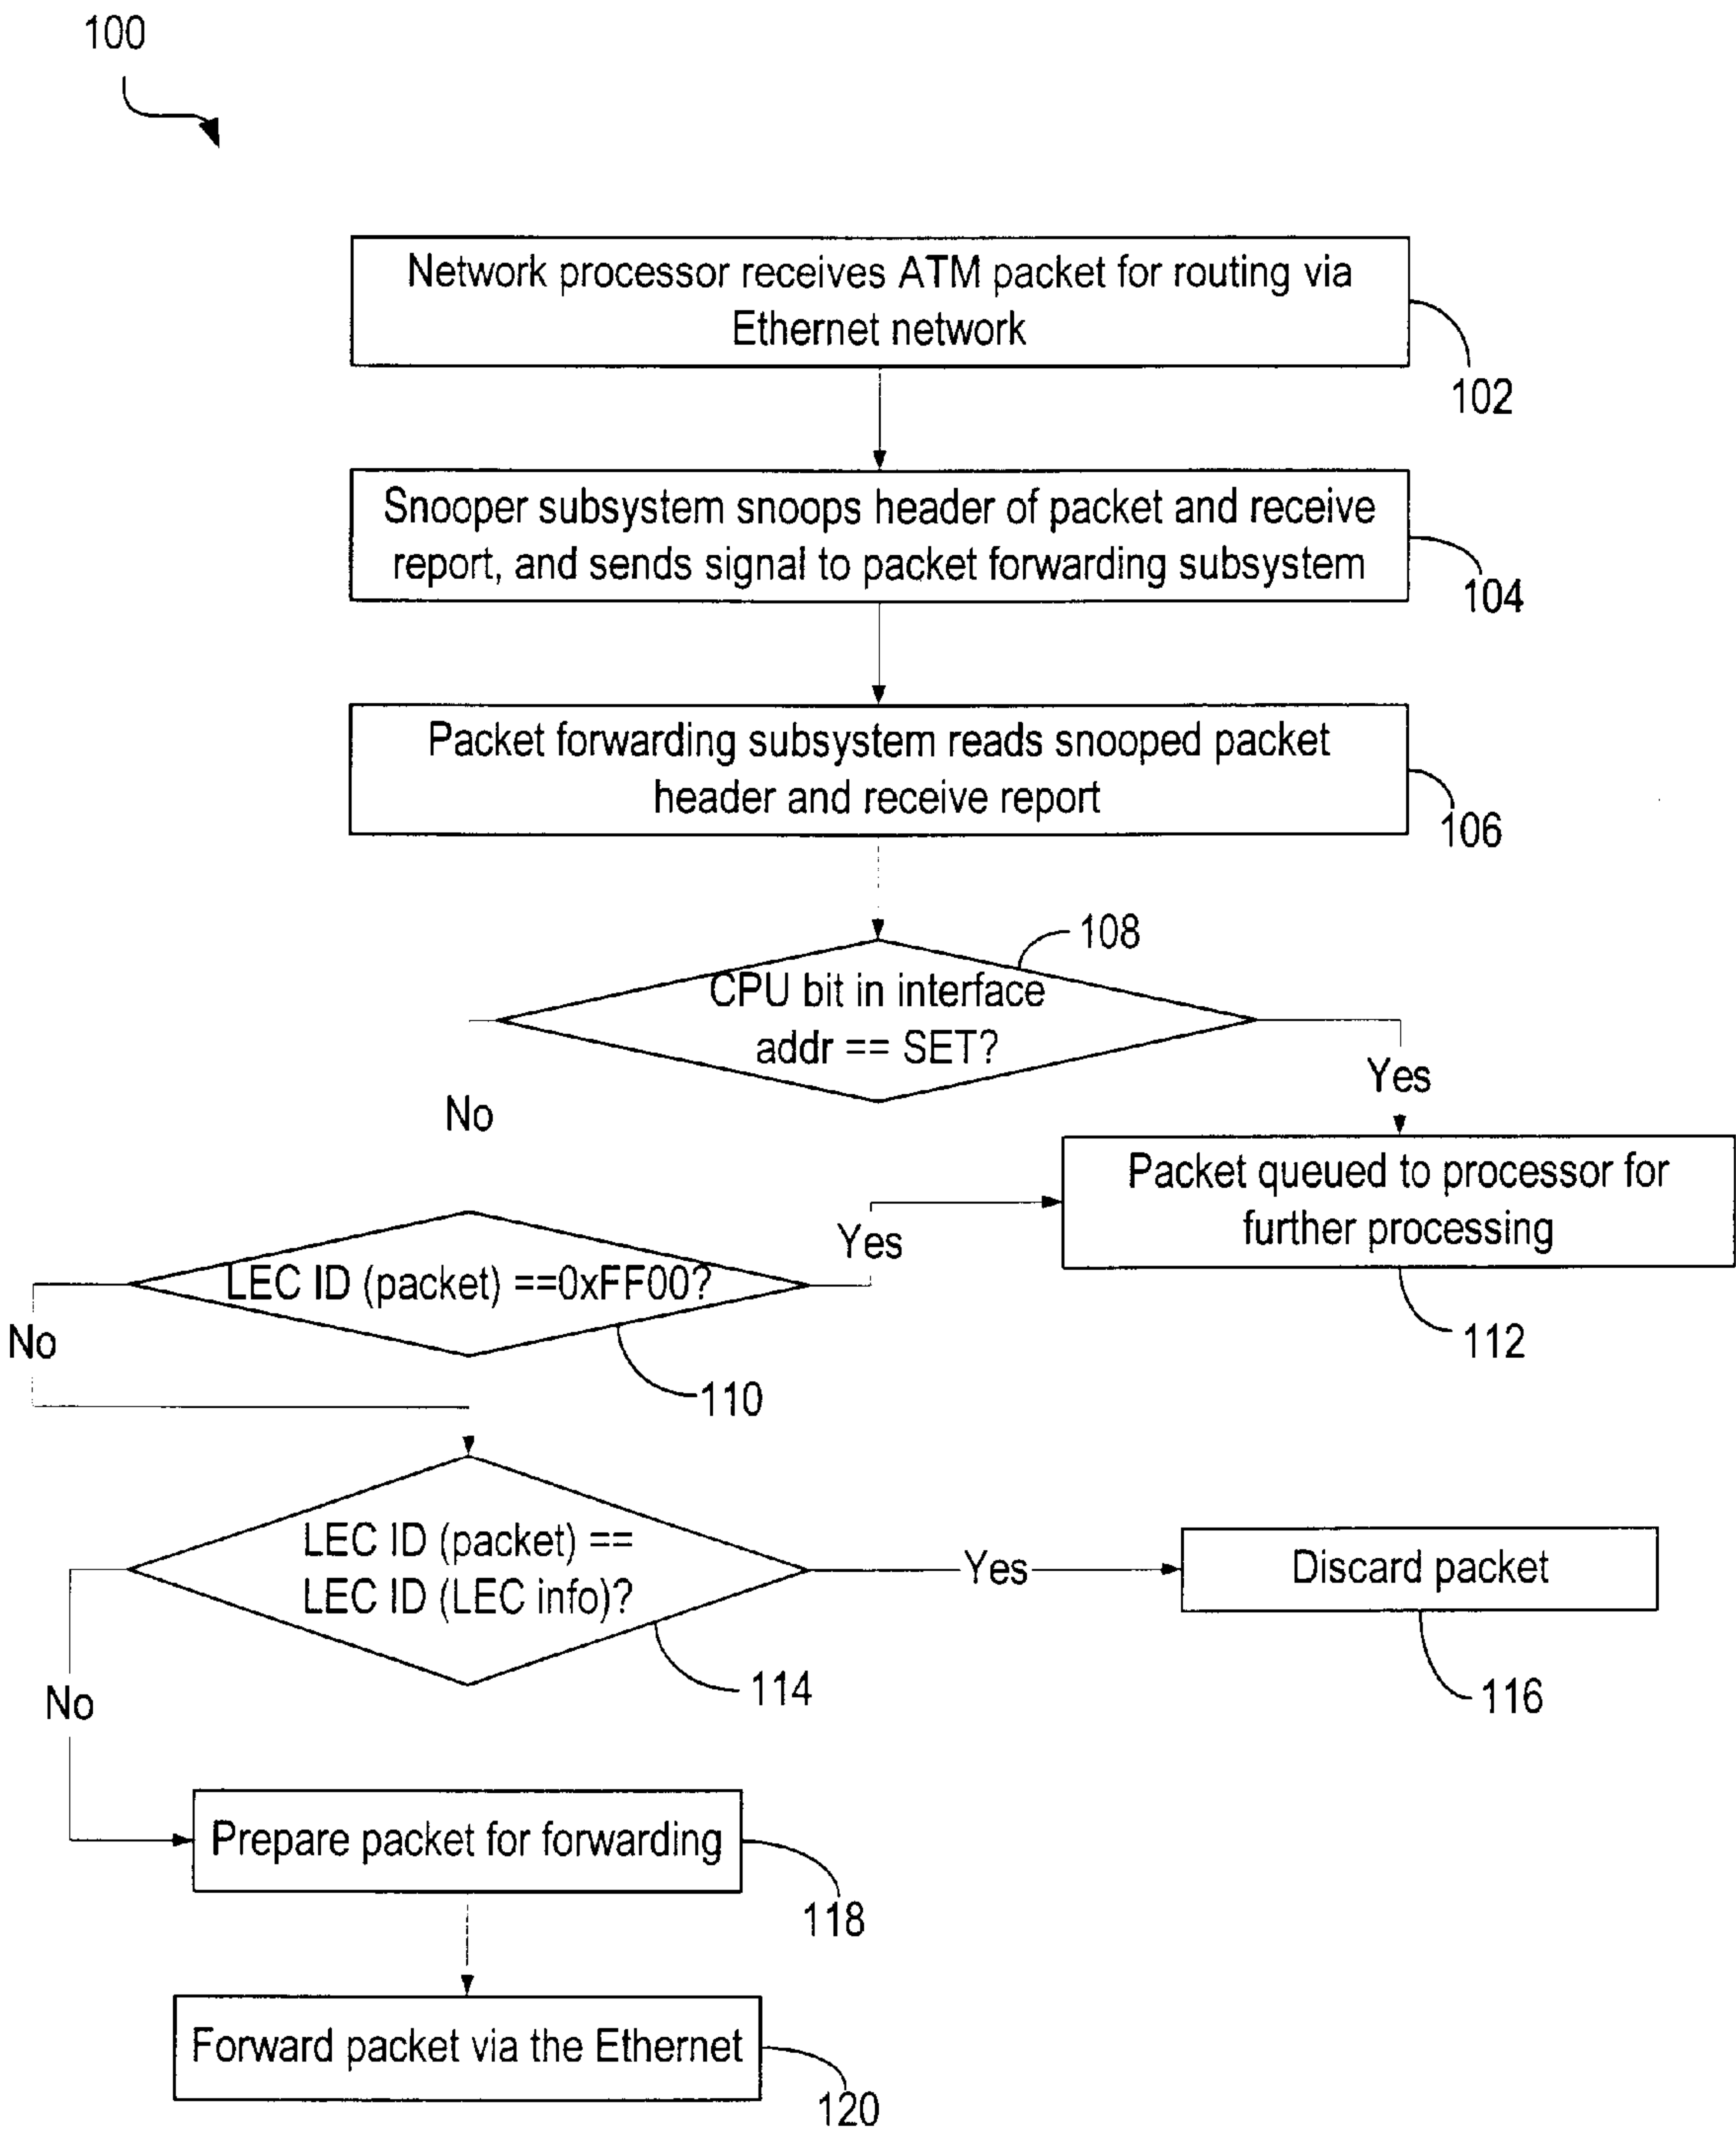 100
Network processor receives ATM packet for routing via
Ethernet network
102
Snooper subsystem snoops header of packet and receive
report, and sends signal to packet forwarding subsystem
104
Packet forwarding subsystem reads snooped packet
header and receive report
106
108
CPU bit in interface
addr == SET?
Yes
No
Packet queued to processor for
further processing
112
Yes
LEC ID (packet) ==0xFF00?
No
110
LEC ID (packet) ==
LEC ID (LEC info)?
Yes
Discard packet
114
116
No
Prepare packet for forwarding
118
Forward packet via the Ethernet
120